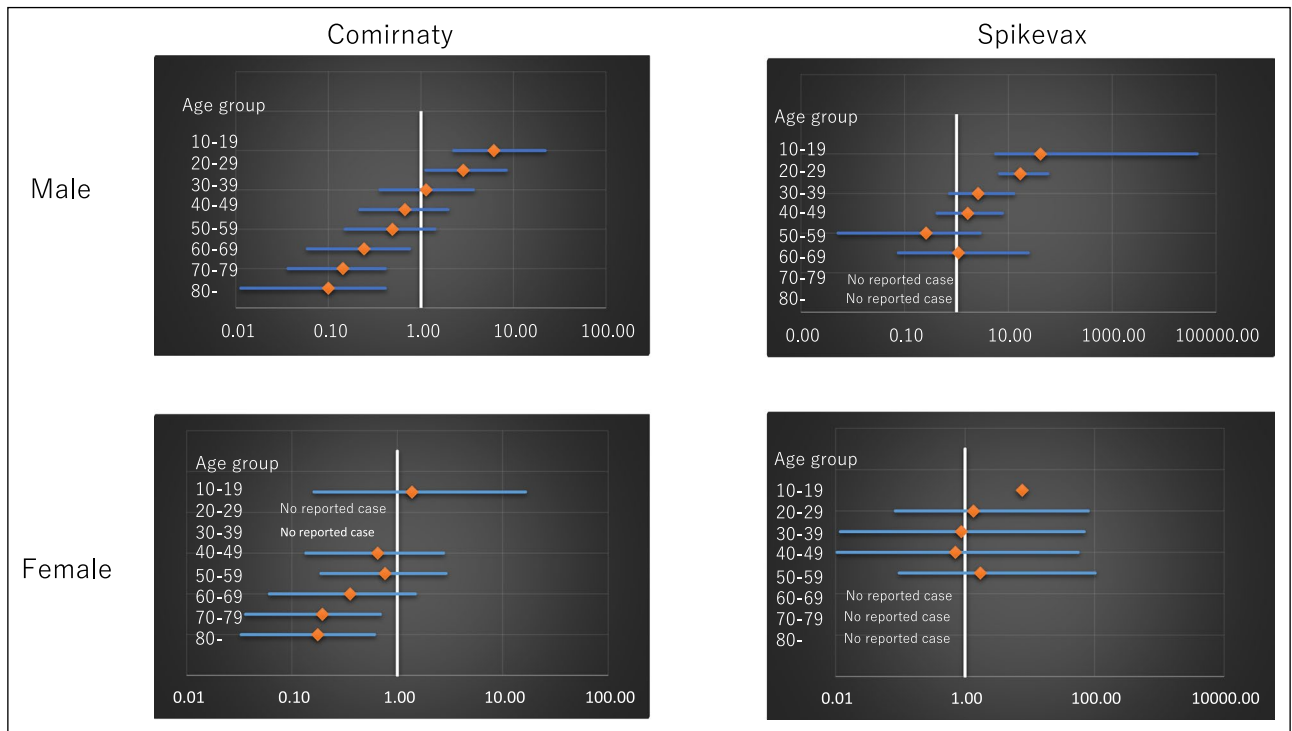 Comirnaty
Spikevax
Male
Age group
10-19
20-29
30-39
40-49
50-59
60-69
70-79
80-
0.01 0.10 1.00 10.00 100.00
Age group
10-19
20-29
30-39
40-49
50-59
60-69
70-79 No reported case
80- No reported case
0.00 0.10 10.00 1000.00 100000.00
Female
Age group
10-19
20-29 No reported case
30-39 No reported case
40-49
50-59
60-69
70-79
80-
0.01 0.10 1.00 10.00 100.00
Age group
10-19
20-29
30-39
40-49
50-59
60-69 No reported case
70-79 No reported case
80- No reported case
0.01 1.00 100.00 10000.00